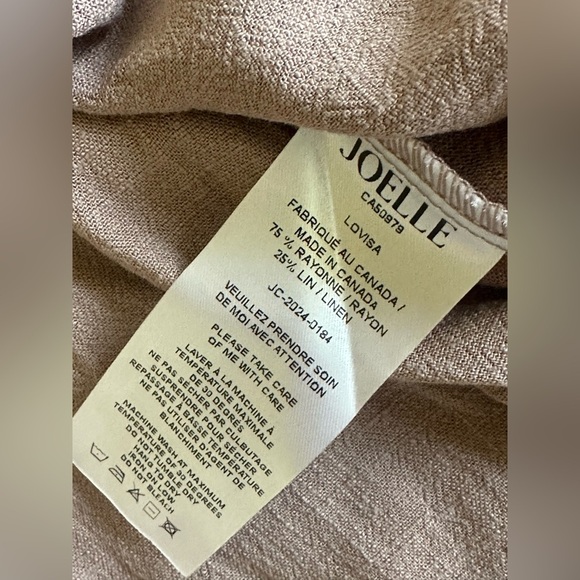 JOELLE
CA50979
LOVISA
FABRIQUÉ AU CANADA /
MADE IN CANADA
75 % RAYONNE / RAYON
25% LIN / LINEN
JC-2024-0184
VEUILLEZ PRENDRE SOIN
DE MOI AVEC ATTENTION
PLEASE TAKE CARE
OF ME WITH CARE
LAVER À LA MACHINE À
TEMPÉRATURE MAXIMALE
DE 30 DEGRÉS
NE PAS SÉCHER PAR CULBUTAGE
SUSPENDRE POUR SÉCHER
REPASSAGE À BASSE TEMPÉRATURE
NE PAS UTILISER D'AGENT DE
BLANCHIMENT
MACHINE WASH AT MAXIMUM
TEMPERATURE OF 30 DEGREES
DO NOT TUMBLE DRY
HANG TO DRY
IRON ON LOW
DO NOT BLEACH